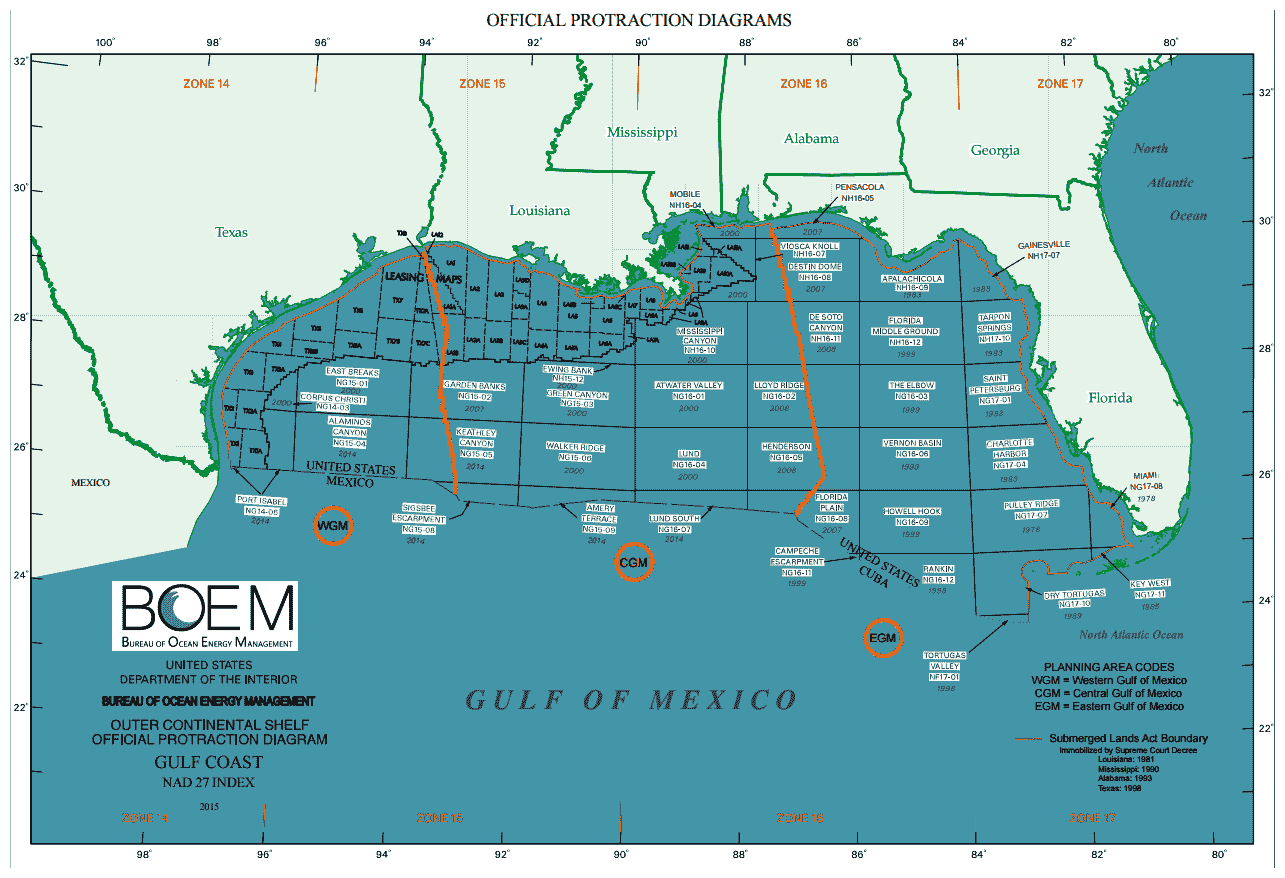 OFFICIAL PROTRACTION DIAGRAMS
100° 98° 96° 94° 92° 90° 88° 86° 84° 82° 80°
32°
32°
ZONE 14
ZONE 15
ZONE 16
ZONE 17
Mississippi
Alabama
Georgia
North
Atlantic
Ocean
30°
30°
MOBILE
NH16-04
PENSACOLA
NH16-05
Louisiana
Texas
2000
2007
GAINESVILLE
NH17-07
VIOSCA KNOLL
NH16-07
DESTIN DOME
NH16-08
2007
APALACHICOLA
NH16-09
1983
1983
LEASING MAPS
2000
28°
28°
DE SOTO
CANYON
NH16-11
2008
FLORIDA
MIDDLE GROUND
NH16-12
1999
TARPON
SPRINGS
NH17-10
1983
MISSISSIPPI
CANYON
NH16-10
2000
EAST BREAKS
NG15-01
2000
EWING BANK
NH15-12
2000
CORPUS CHRISTI
NG14-03
2000
GARDEN BANKS
NG15-02
2007
GREEN CANYON
NG15-03
2000
ATWATER VALLEY
NG16-01
2000
LLOYD RIDGE
NG16-02
2008
THE ELBOW
NG16-03
1999
SAINT
PETERSBURG
NG17-01
1983
Florida
ALAMINOS
CANYON
NG15-04
2014
KEATHLEY
CANYON
NG15-05
2014
WALKER RIDGE
NG15-06
2000
LUND
NG16-04
2000
HENDERSON
NG16-05
2008
VERNON BASIN
NG16-06
1990
CHARLOTTE
HARBOR
NG17-04
1983
26°
26°
UNITED STATES
MEXICO
MEXICO
MIAMI
NG17-08
1978
PORT ISABEL
NG14-06
2014
WGM
SIGSBEE
ESCARPMENT
NG15-08
2014
AMERY
TERRACE
NG15-09
2014
LUND SOUTH
NG16-07
2014
FLORIDA
PLAIN
NG16-08
2007
HOWELL HOOK
NG16-09
1999
PULLEY RIDGE
NG17-07
1978
CGM
CAMPECHE
ESCARPMENT
NG16-11
1999
UNITED STATES
CUBA
RANKIN
NG16-12
1998
KEY WEST
NG17-11
1985
24°
24°
DRY TORTUGAS
NG17-10
1989
BOEM
BUREAU OF OCEAN ENERGY MANAGEMENT
EGM
North Atlantic Ocean
TORTUGAS
VALLEY
NF17-01
1998
UNITED STATES
DEPARTMENT OF THE INTERIOR
BUREAU OF OCEAN ENERGY MANAGEMENT
OUTER CONTINENTAL SHELF
OFFICIAL PROTRACTION DIAGRAM
GULF COAST
NAD 27 INDEX
2015
GULF OF MEXICO
PLANNING AREA CODES
WGM = Western Gulf of Mexico
CGM = Central Gulf of Mexico
EGM = Eastern Gulf of Mexico
22°
22°
Submerged Lands Act Boundary
Immobilized by Supreme Court Decree
Louisiana: 1981
Mississippi: 1990
Alabama: 1993
Texas: 1998
ZONE 14
ZONE 15
ZONE 16
ZONE 17
98° 96° 94° 92° 90° 88° 86° 84° 82° 80°